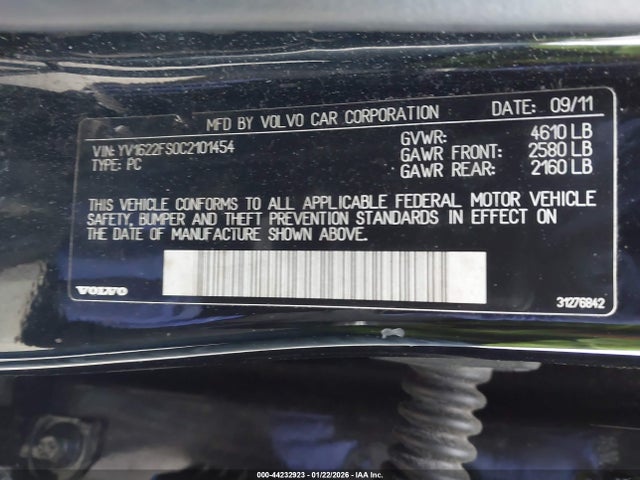 MFD BY VOLVO CAR CORPORATION DATE: 09/11
VIN: YV1622FS0C2101454 GVWR: 4610 LB
TYPE: PC GAWR FRONT: 2580 LB
GAWR REAR: 2160 LB
THIS VEHICLE CONFORMS TO ALL APPLICABLE FEDERAL MOTOR VEHICLE
SAFETY, BUMPER AND THEFT PREVENTION STANDARDS IN EFFECT ON
THE DATE OF MANUFACTURE SHOWN ABOVE.
VOLVO 31276842
000-44232923 - 01/22/2026 - IAA Inc.